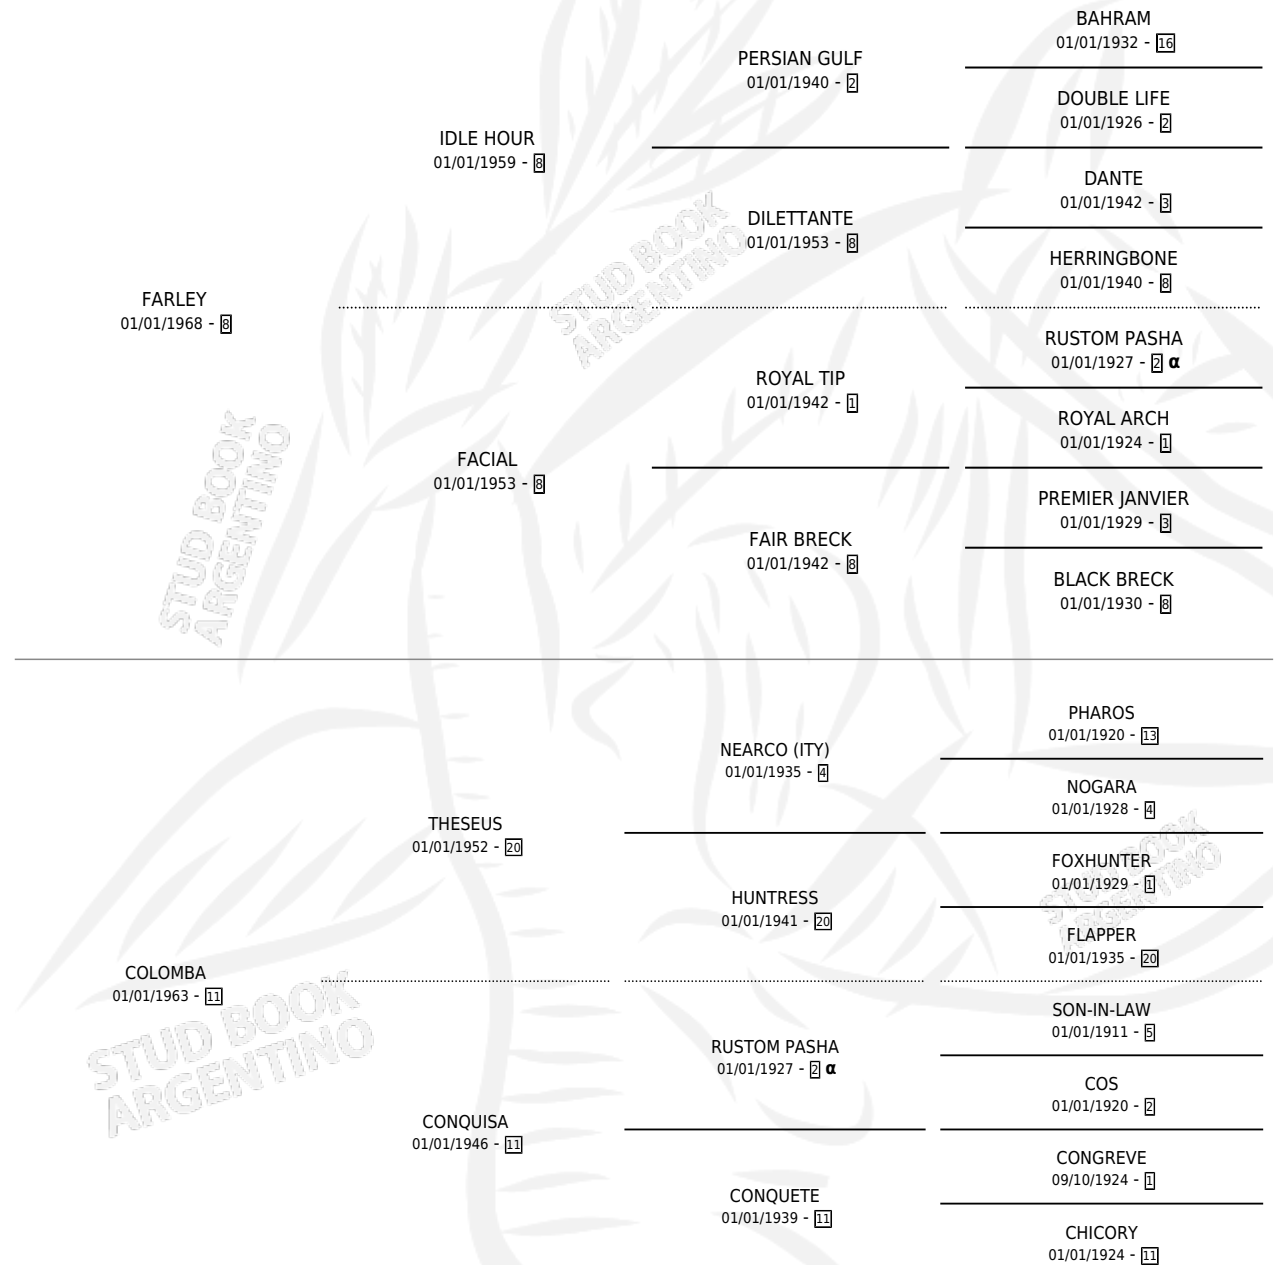 BAHRAM
01/01/1932 - 16
PERSIAN GULF
01/01/1940 - 2
DOUBLE LIFE
01/01/1926 - 2
IDLE HOUR
01/01/1959 - 8
DANTE
01/01/1942 - 3
DILETTANTE
01/01/1953 - 8
HERRINGBONE
01/01/1940 - 8
STUD BOOK
ARGENTINO
FARLEY
01/01/1968 - 8
RUSTOM PASHA
01/01/1927 - 2 α
ROYAL TIP
01/01/1942 - 1
ROYAL ARCH
01/01/1924 - 1
FACIAL
01/01/1953 - 8
PREMIER JANVIER
01/01/1929 - 3
FAIR BRECK
01/01/1942 - 8
BLACK BRECK
01/01/1930 - 8
STUD BOOK
ARGENTINO
PHAROS
01/01/1920 - 13
NEARCO (ITY)
01/01/1935 - 4
NOGARA
01/01/1928 - 4
THESEUS
01/01/1952 - 20
FOXHUNTER
01/01/1929 - 1
HUNTRESS
01/01/1941 - 20
FLAPPER
01/01/1935 - 20
STUD BOOK
ARGENTINO
COLOMBA
01/01/1963 - 11
SON-IN-LAW
01/01/1911 - 5
RUSTOM PASHA
01/01/1927 - 2 α
COS
01/01/1920 - 2
CONQUISA
01/01/1946 - 11
CONGREVE
09/10/1924 - 1
CONQUETE
01/01/1939 - 11
CHICORY
01/01/1924 - 11
STUD BOOK
ARGENTINO